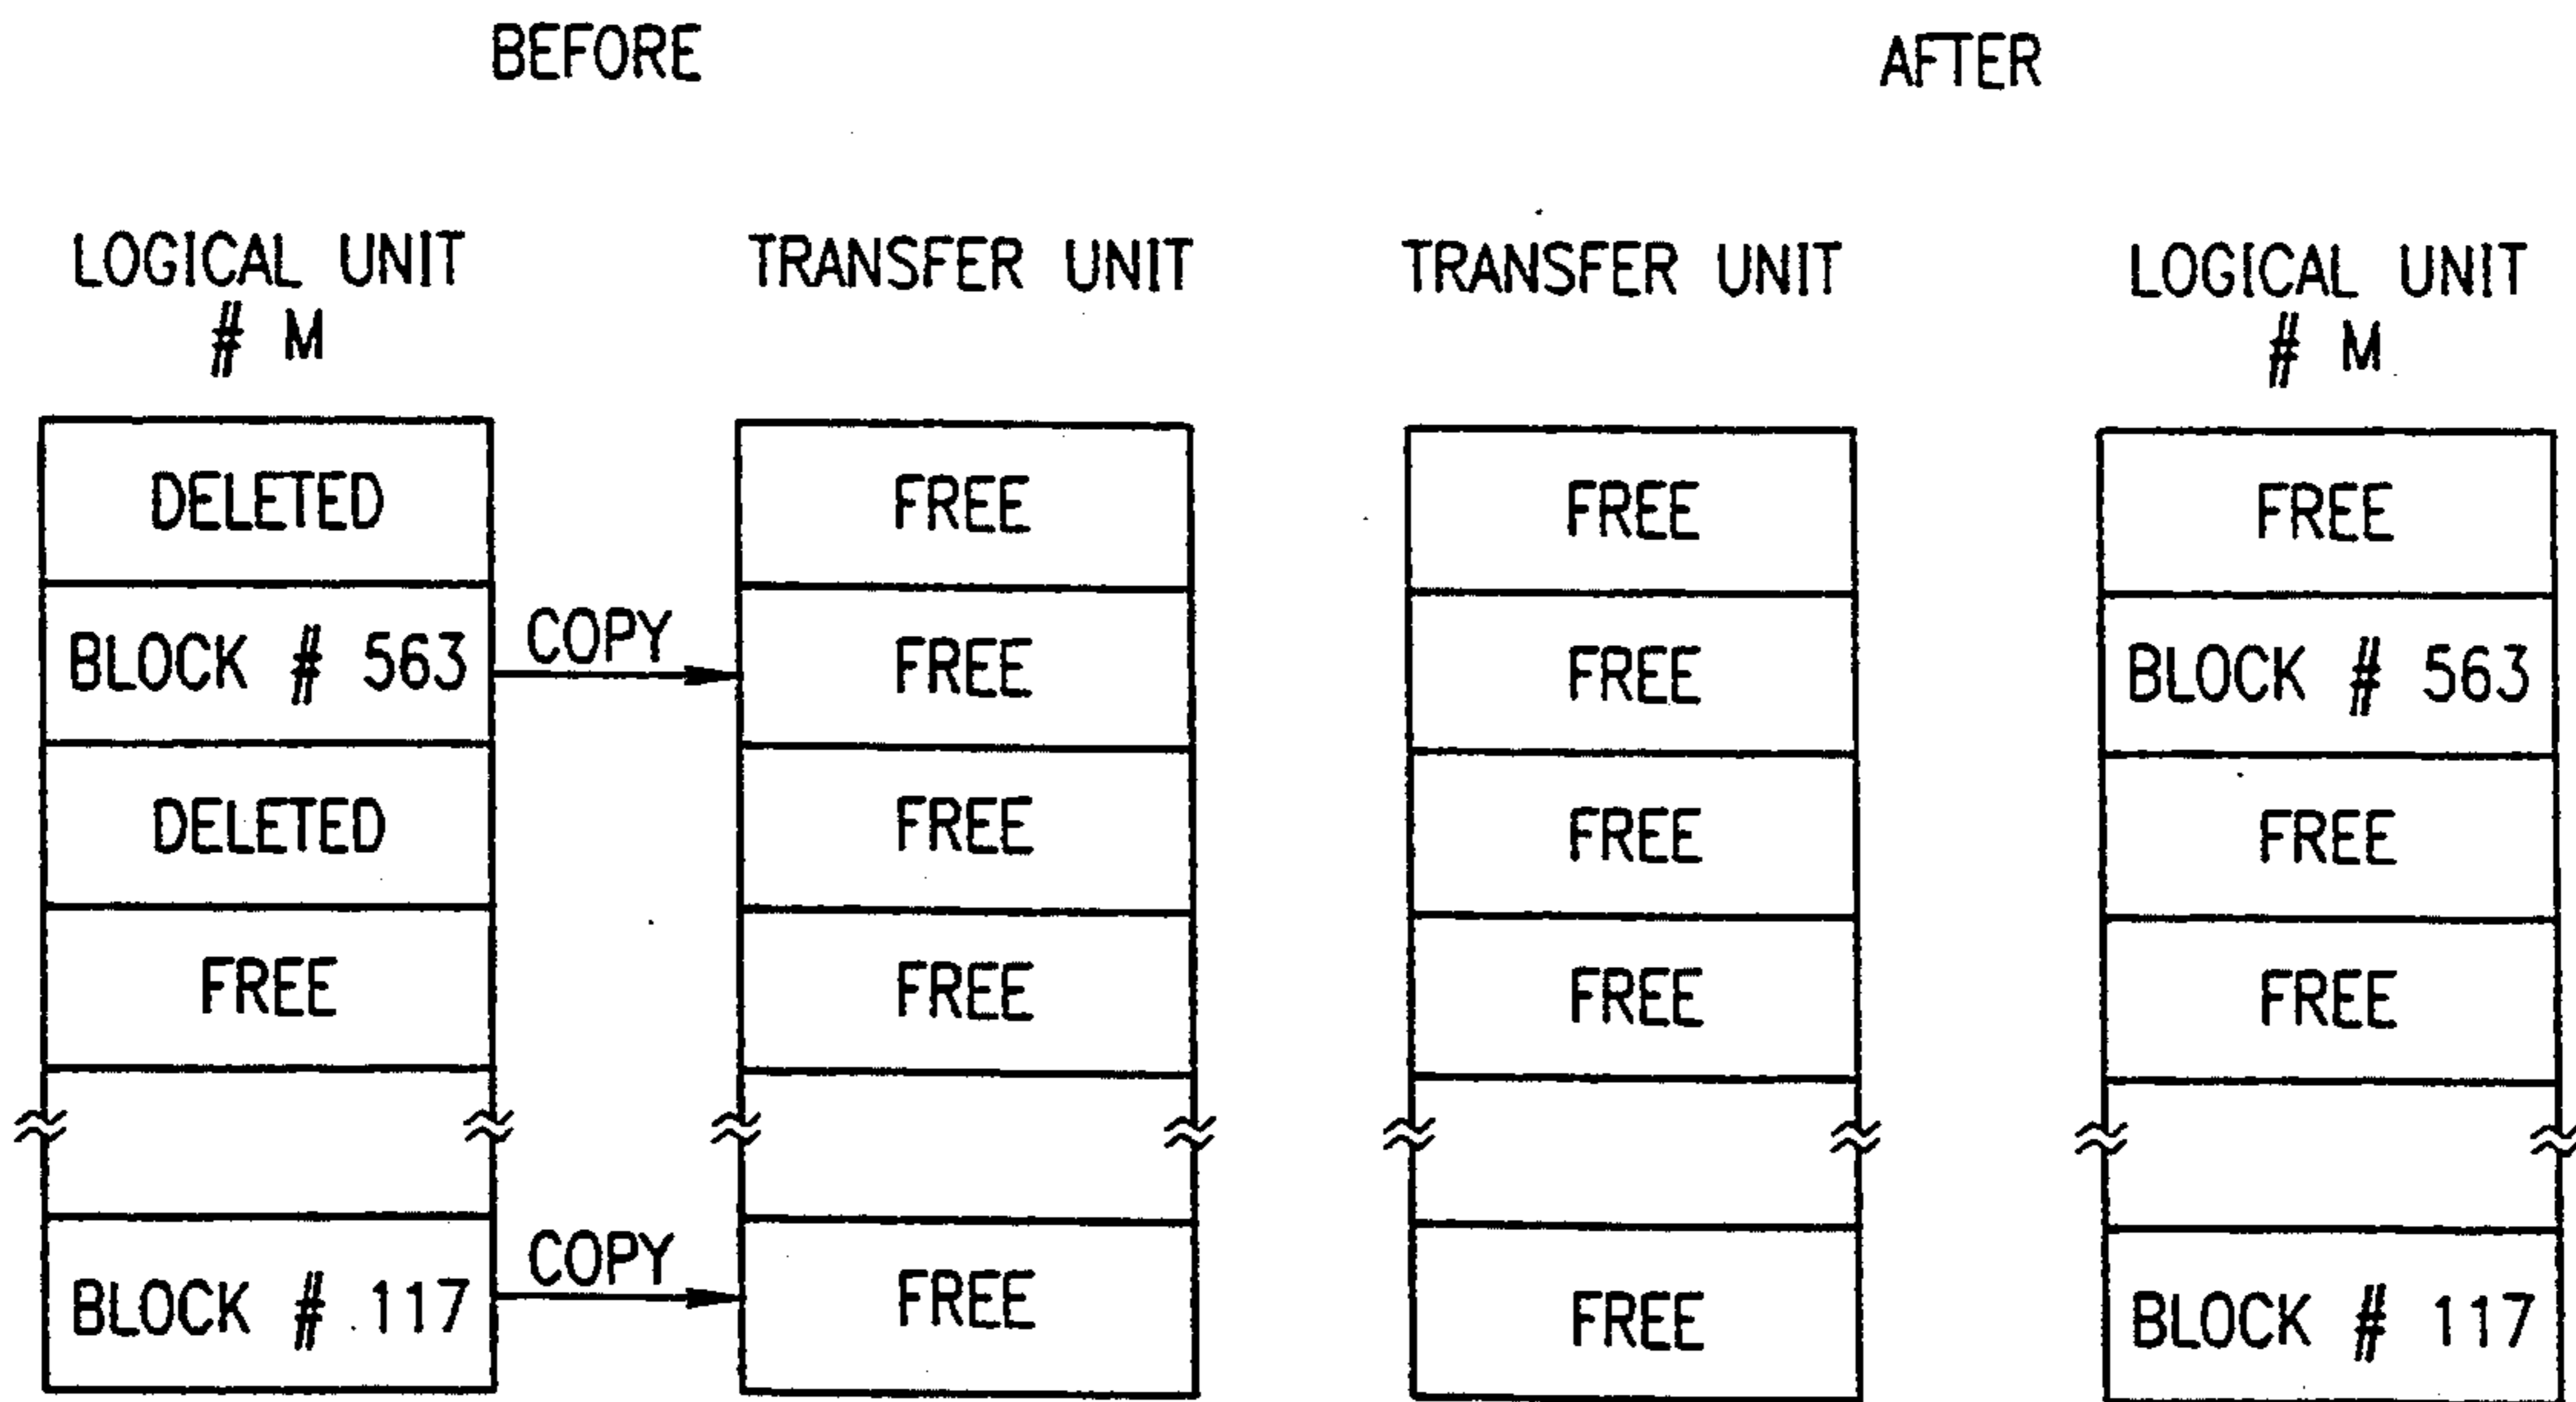 BEFORE
AFTER
LOGICAL UNIT
# M
TRANSFER UNIT
TRANSFER UNIT
LOGICAL UNIT
# M
DELETED
FREE
FREE
FREE
BLOCK # 563
COPY
FREE
FREE
BLOCK # 563
DELETED
FREE
FREE
FREE
FREE
FREE
FREE
FREE
BLOCK # 117
COPY
FREE
FREE
BLOCK # 117